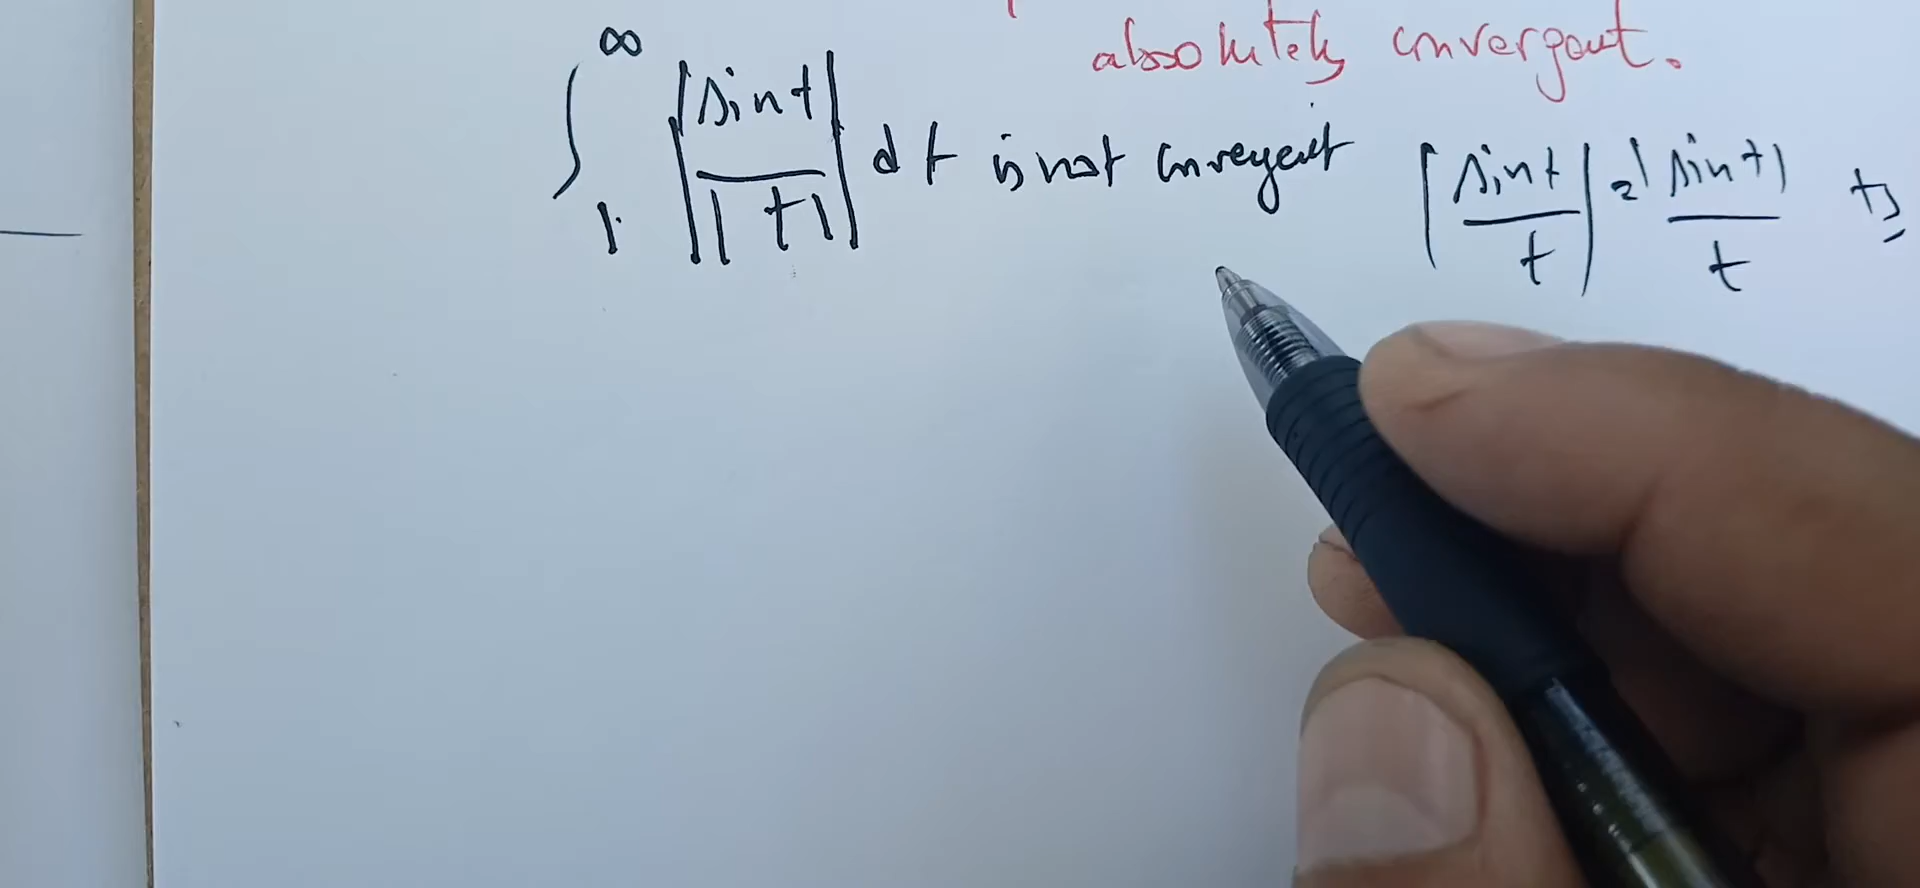 absolutely convergent.
∫₁^∞ | |sin t| / |t| | dt is not convergent |sin t / t| = |sin t| / t t≥